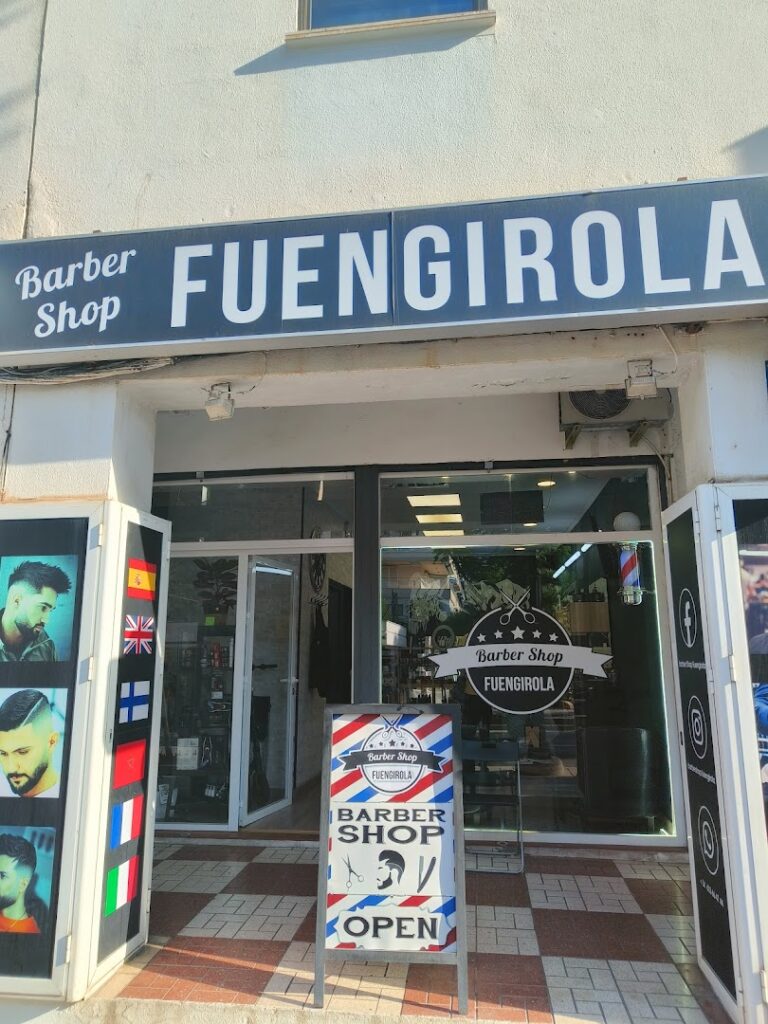 Barber
Shop
FUENGIROLA
Barber Shop
FUENGIROLA
Barber Shop
FUENGIROLA
BARBER
SHOP
OPEN